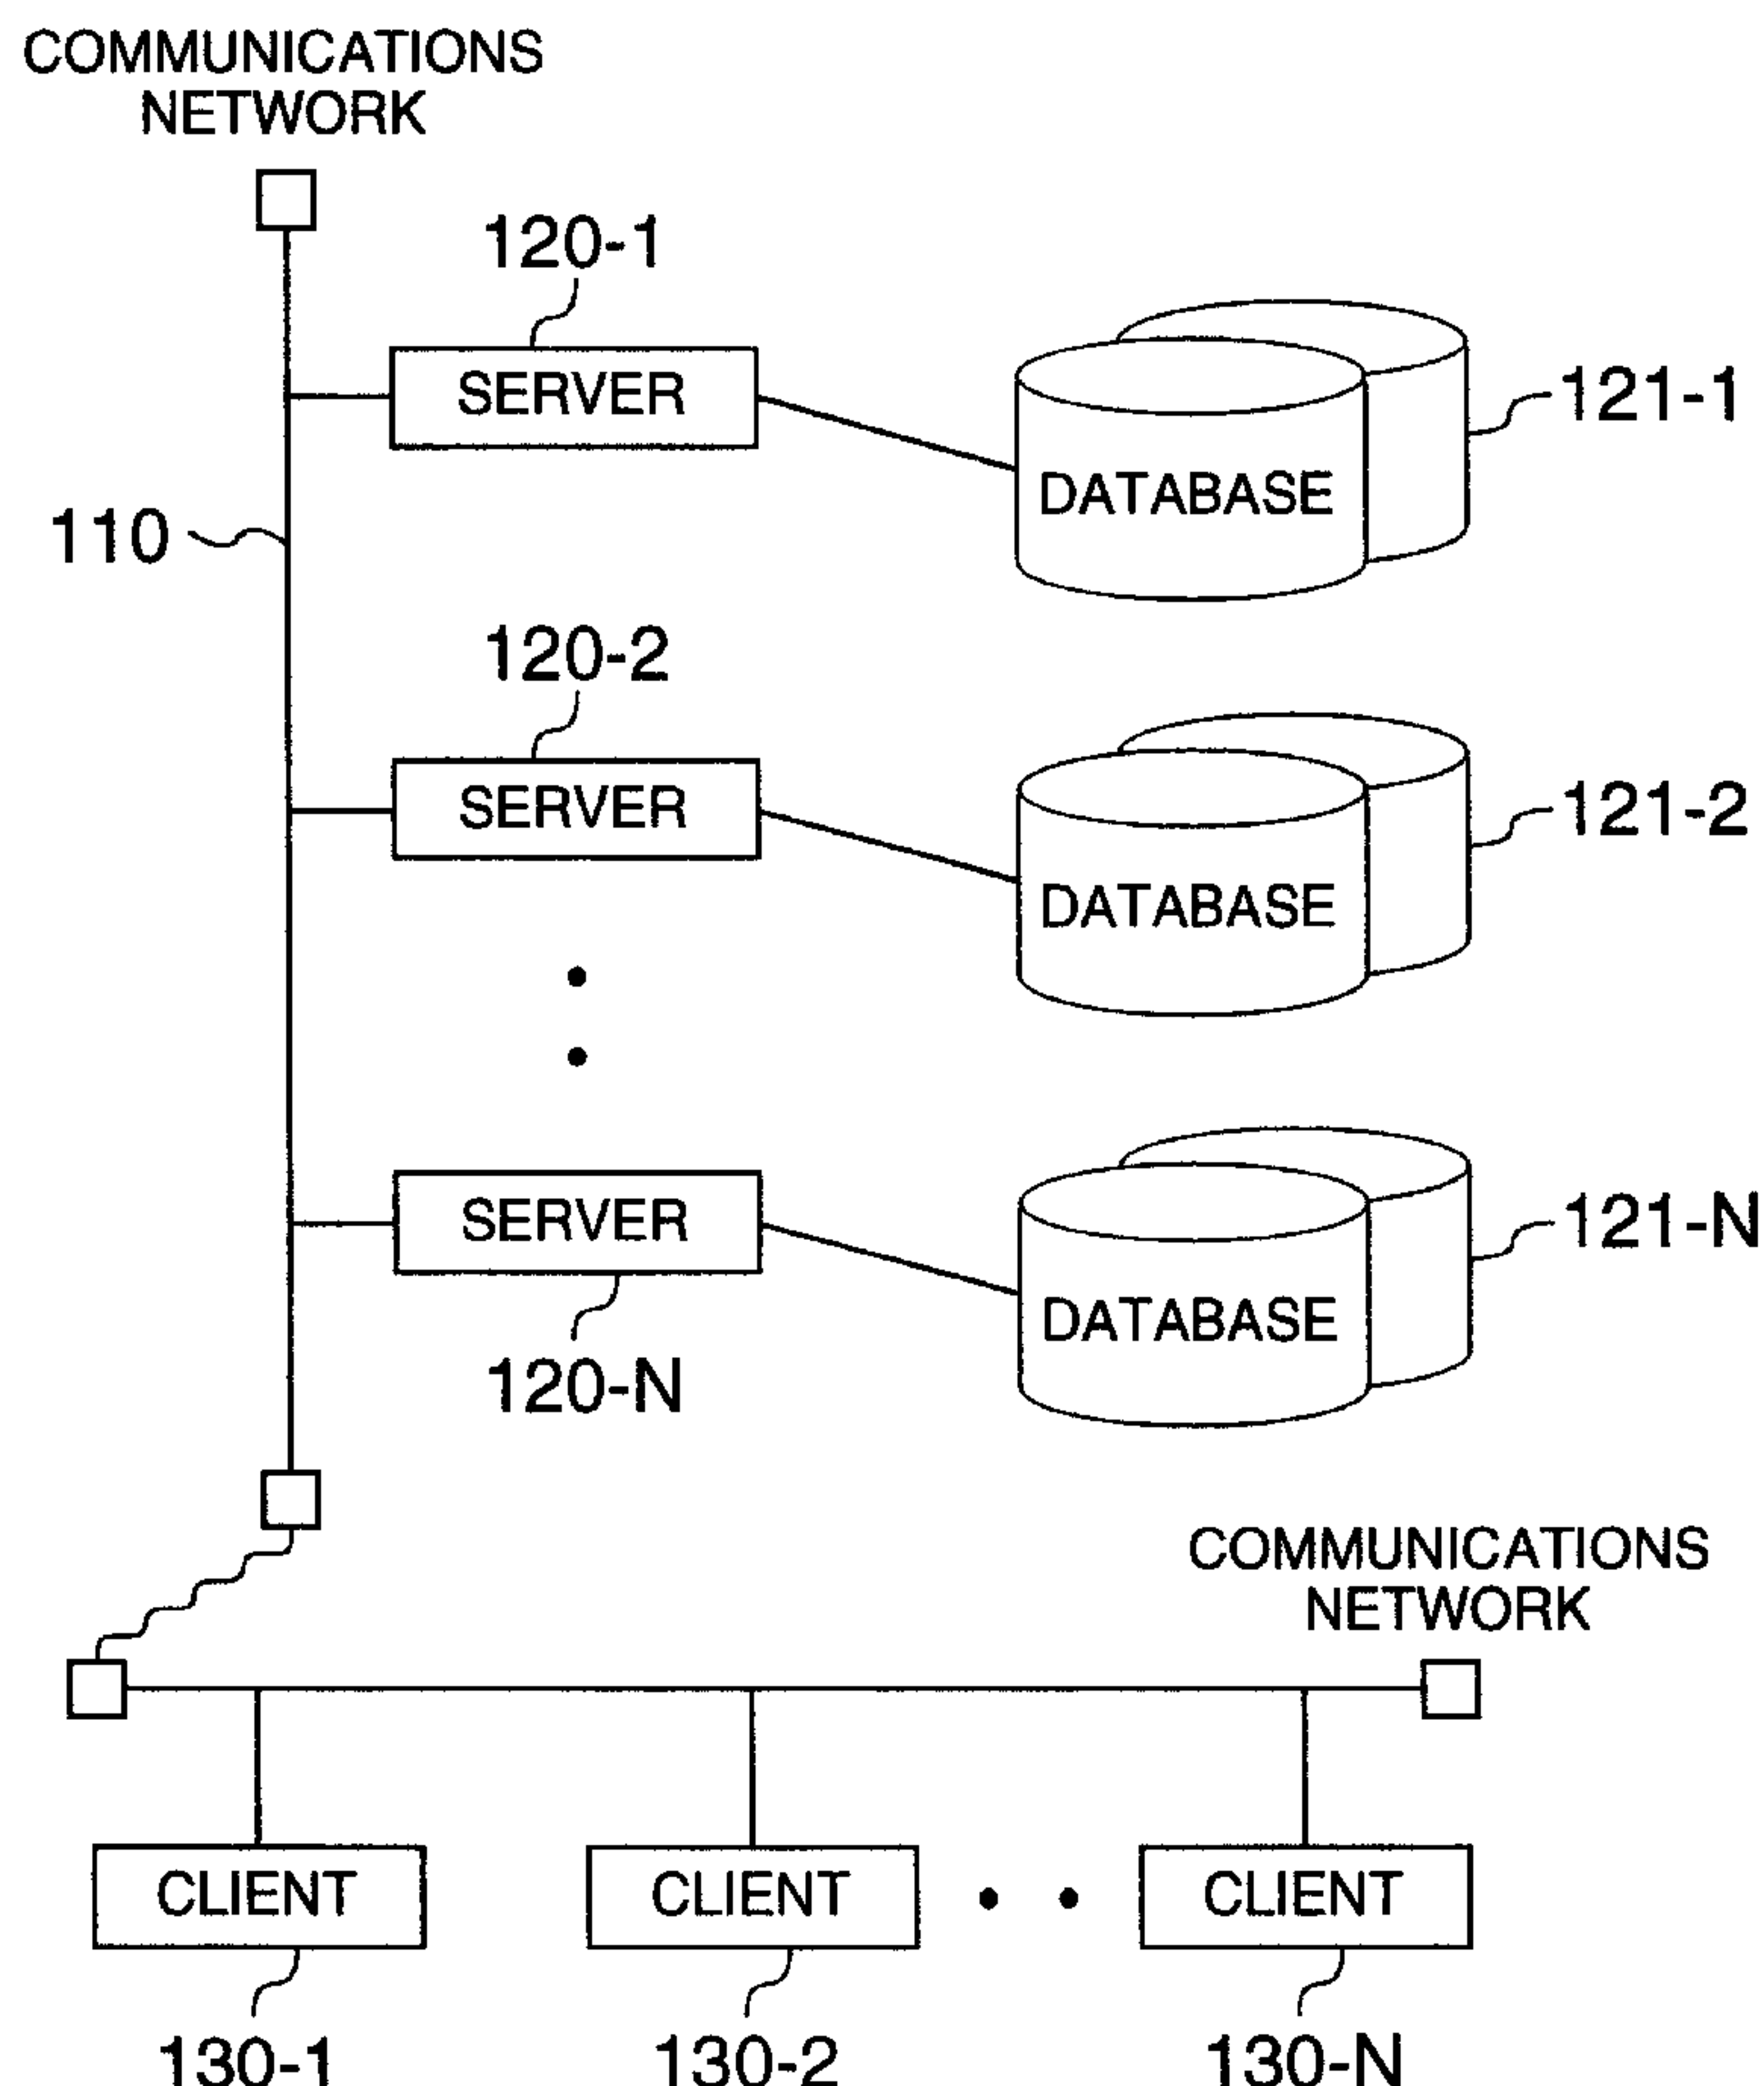 COMMUNICATIONS
NETWORK
120-1
SERVER
121-1
DATABASE
110
120-2
SERVER
121-2
DATABASE
SERVER
121-N
DATABASE
120-N
COMMUNICATIONS
NETWORK
CLIENT
CLIENT
CLIENT
130-1
130-2
130-N